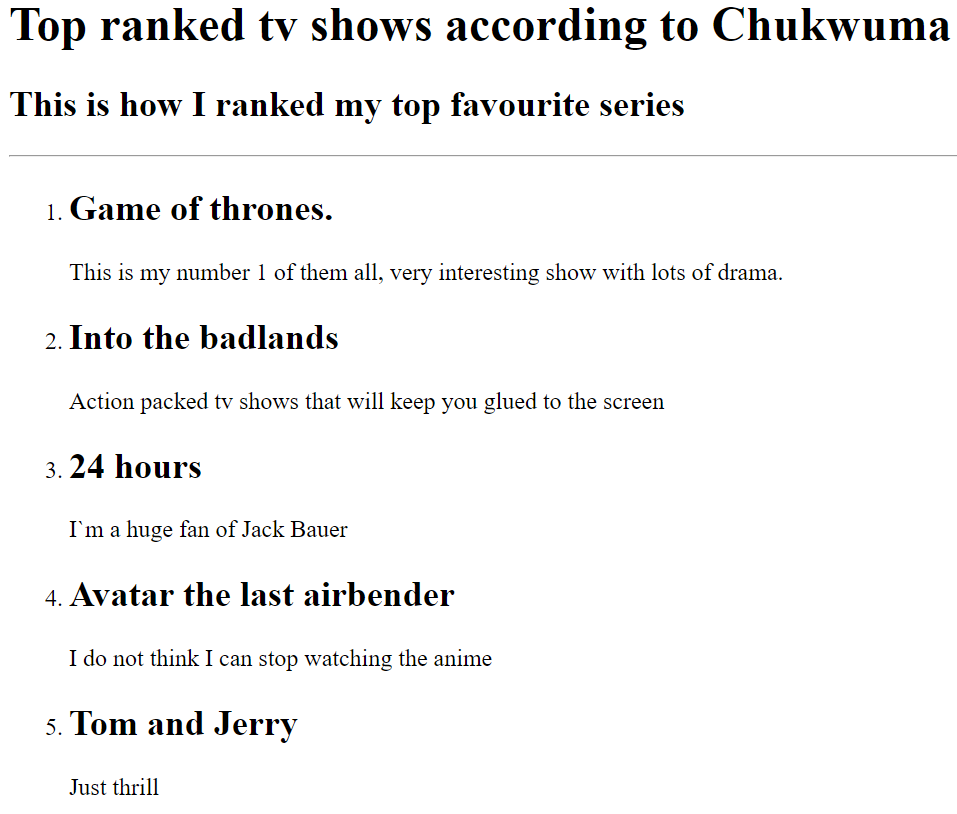 Top ranked tv shows according to Chukwuma
This is how I ranked my top favourite series
1. Game of thrones.
This is my number 1 of them all, very interesting show with lots of drama.
2. Into the badlands
Action packed tv shows that will keep you glued to the screen
3. 24 hours
I`m a huge fan of Jack Bauer
4. Avatar the last airbender
I do not think I can stop watching the anime
5. Tom and Jerry
Just thrill